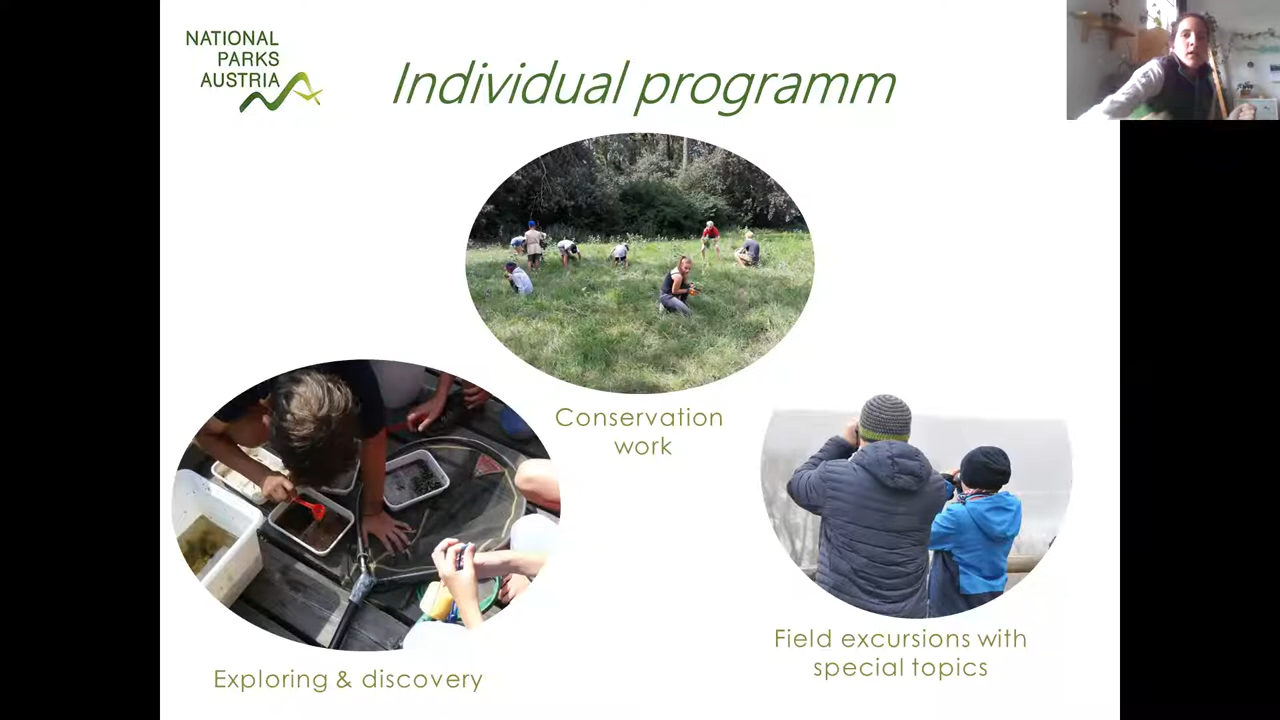 NATIONAL
PARKS
AUSTRIA
Individual programm
Conservation
work
Exploring & discovery
Field excursions with
special topics